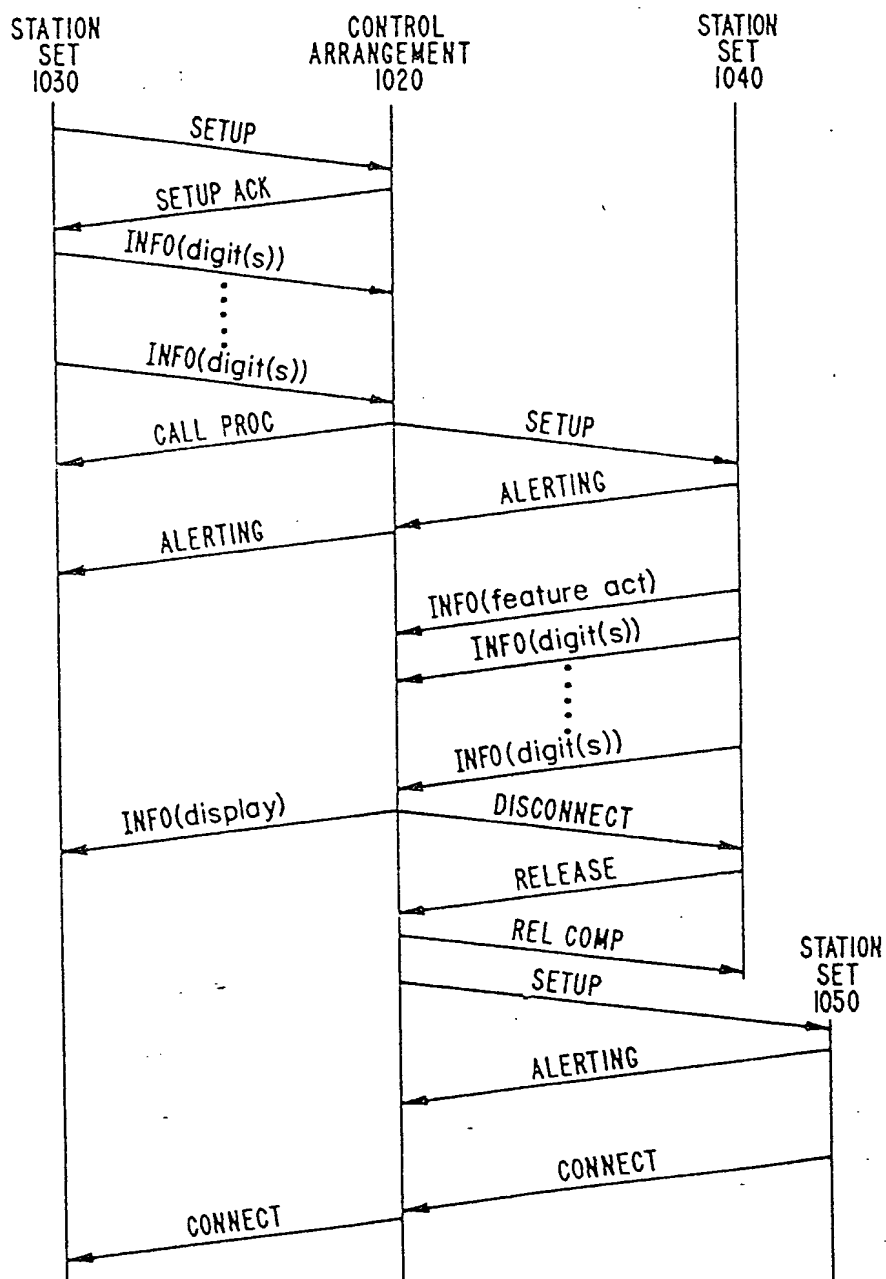 STATION
SET
1030
CONTROL
ARRANGEMENT
1020
STATION
SET
1040
SETUP
SETUP ACK
INFO(digit(s))
INFO(digit(s))
CALL PROC
SETUP
ALERTING
ALERTING
INFO(feature act)
INFO(digit(s))
INFO(digit(s))
INFO(display)
DISCONNECT
RELEASE
REL COMP
STATION
SET
1050
SETUP
ALERTING
CONNECT
CONNECT